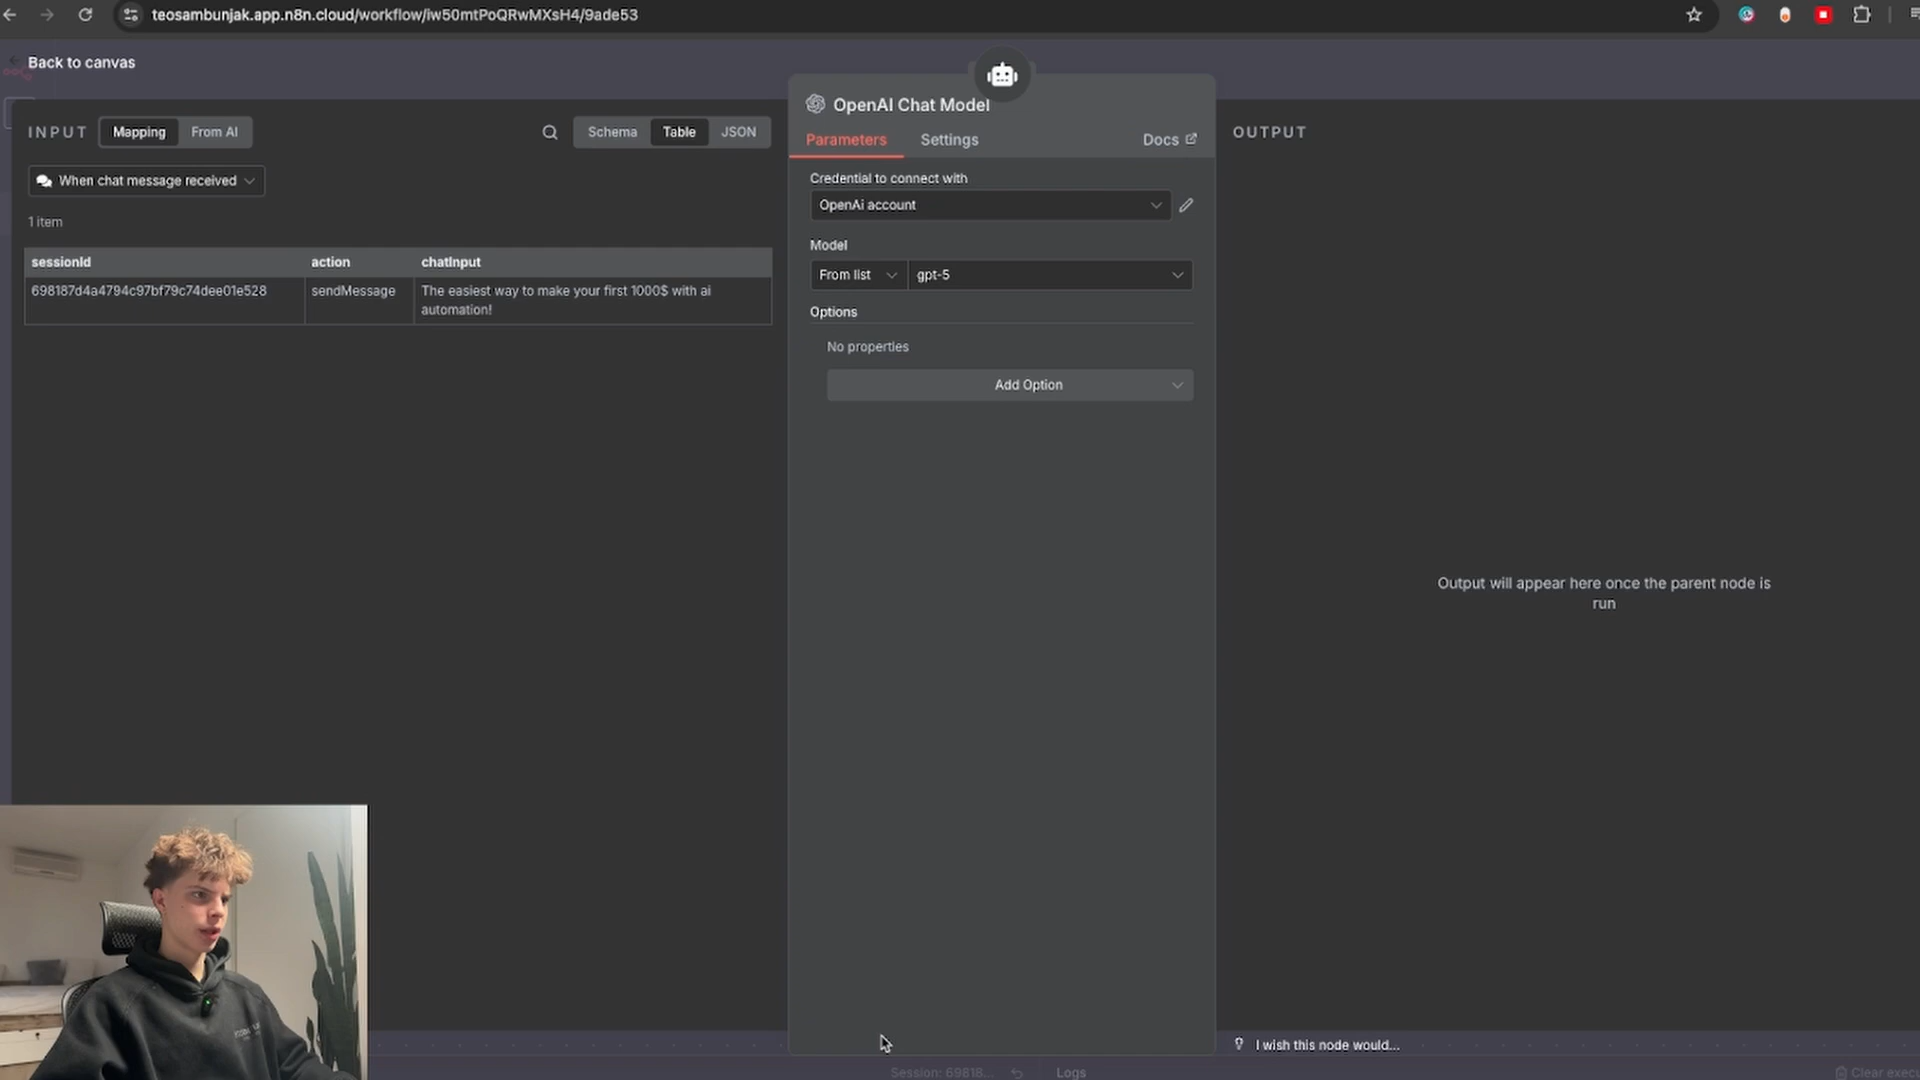 teosambunjak.app.n8n.cloud/workflow/iw50mtPoQRwMXsH4/9ade53
Back to canvas
INPUT Mapping From AI
Schema Table JSON
When chat message received
1 item
sessionId action chatInput
698187d4a4794c97bf79c74dee01e528 sendMessage The easiest way to make your first 1000$ with ai
automation!
OpenAI Chat Model
Parameters Settings Docs
Credential to connect with
OpenAi account
Model
From list gpt-5
Options
No properties
Add Option
OUTPUT
Output will appear here once the parent node is
run
I wish this node would...
Session: 69818... Logs Clear execu